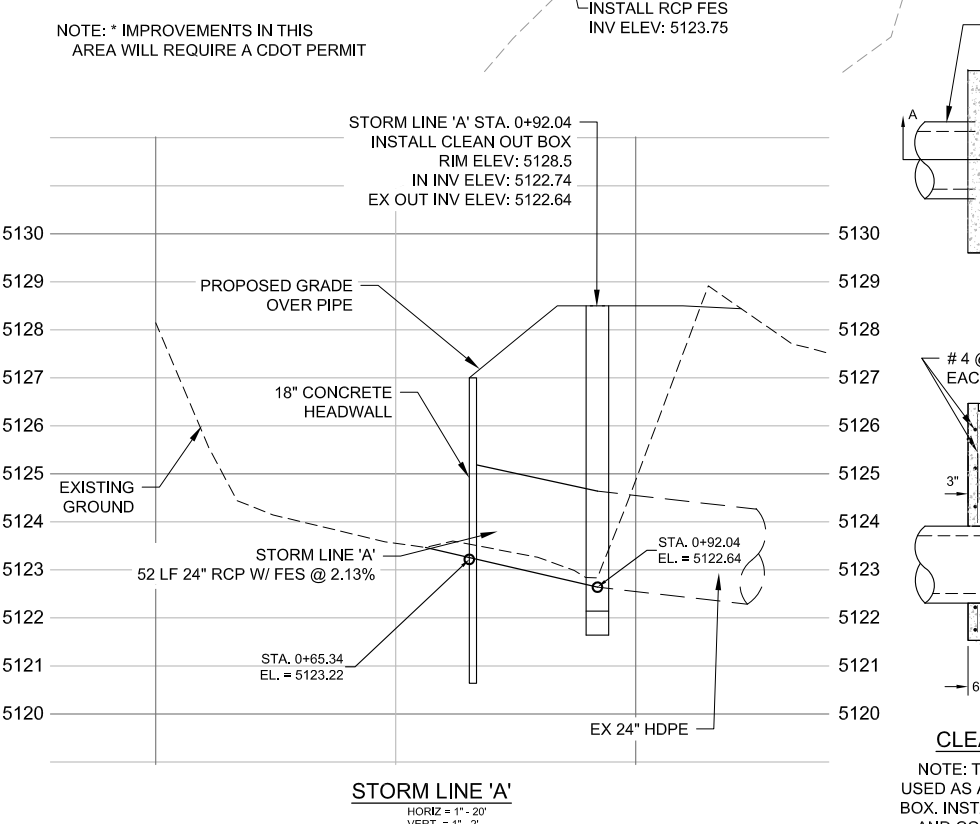 NOTE: * IMPROVEMENTS IN THIS
AREA WILL REQUIRE A CDOT PERMIT
INSTALL RCP FES
INV ELEV: 5123.75
STORM LINE 'A' STA. 0+92.04
INSTALL CLEAN OUT BOX
RIM ELEV: 5128.5
IN INV ELEV: 5122.74
EX OUT INV ELEV: 5122.64
A
5130
5129
5128
5127
5126
5125
5124
5123
5122
5121
5120
PROPOSED GRADE
OVER PIPE
18" CONCRETE
HEADWALL
EXISTING
GROUND
STORM LINE 'A'
52 LF 24" RCP W/ FES @ 2.13%
STA. 0+65.34
EL. = 5123.22
STA. 0+92.04
EL. = 5122.64
EX 24" HDPE
5130
5129
5128
5127
5126
5125
5124
5123
5122
5121
5120
# 4 @
EAC
3"
6
STORM LINE 'A'
HORIZ = 1" - 20'
VERT = 1" - 2'
CLEA
NOTE: T
USED AS A
BOX. INST